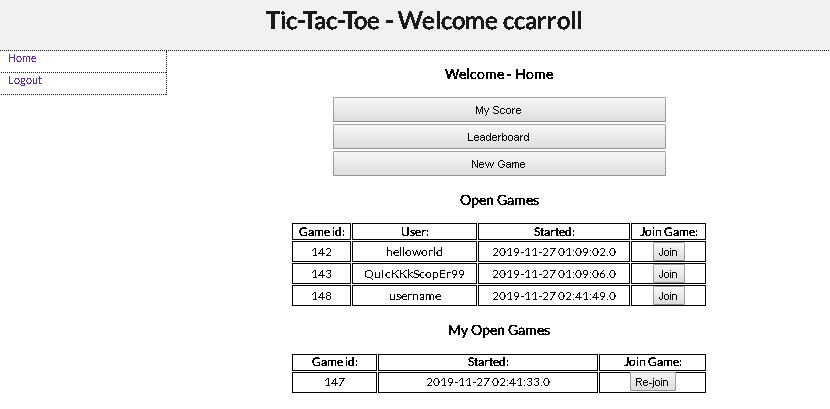 Tic-Tac-Toe - Welcome ccarroll
Home
Logout
Welcome - Home
My Score
Leaderboard
New Game
Open Games
Game id: User: Started: Join Game:
142 helloworld 2019-11-27 01:09:02.0 Join
143 QuIcKKkScopEr99 2019-11-27 01:09:06.0 Join
148 username 2019-11-27 02:41:49.0 Join
My Open Games
Game id: Started: Join Game:
147 2019-11-27 02:41:33.0 Re-join